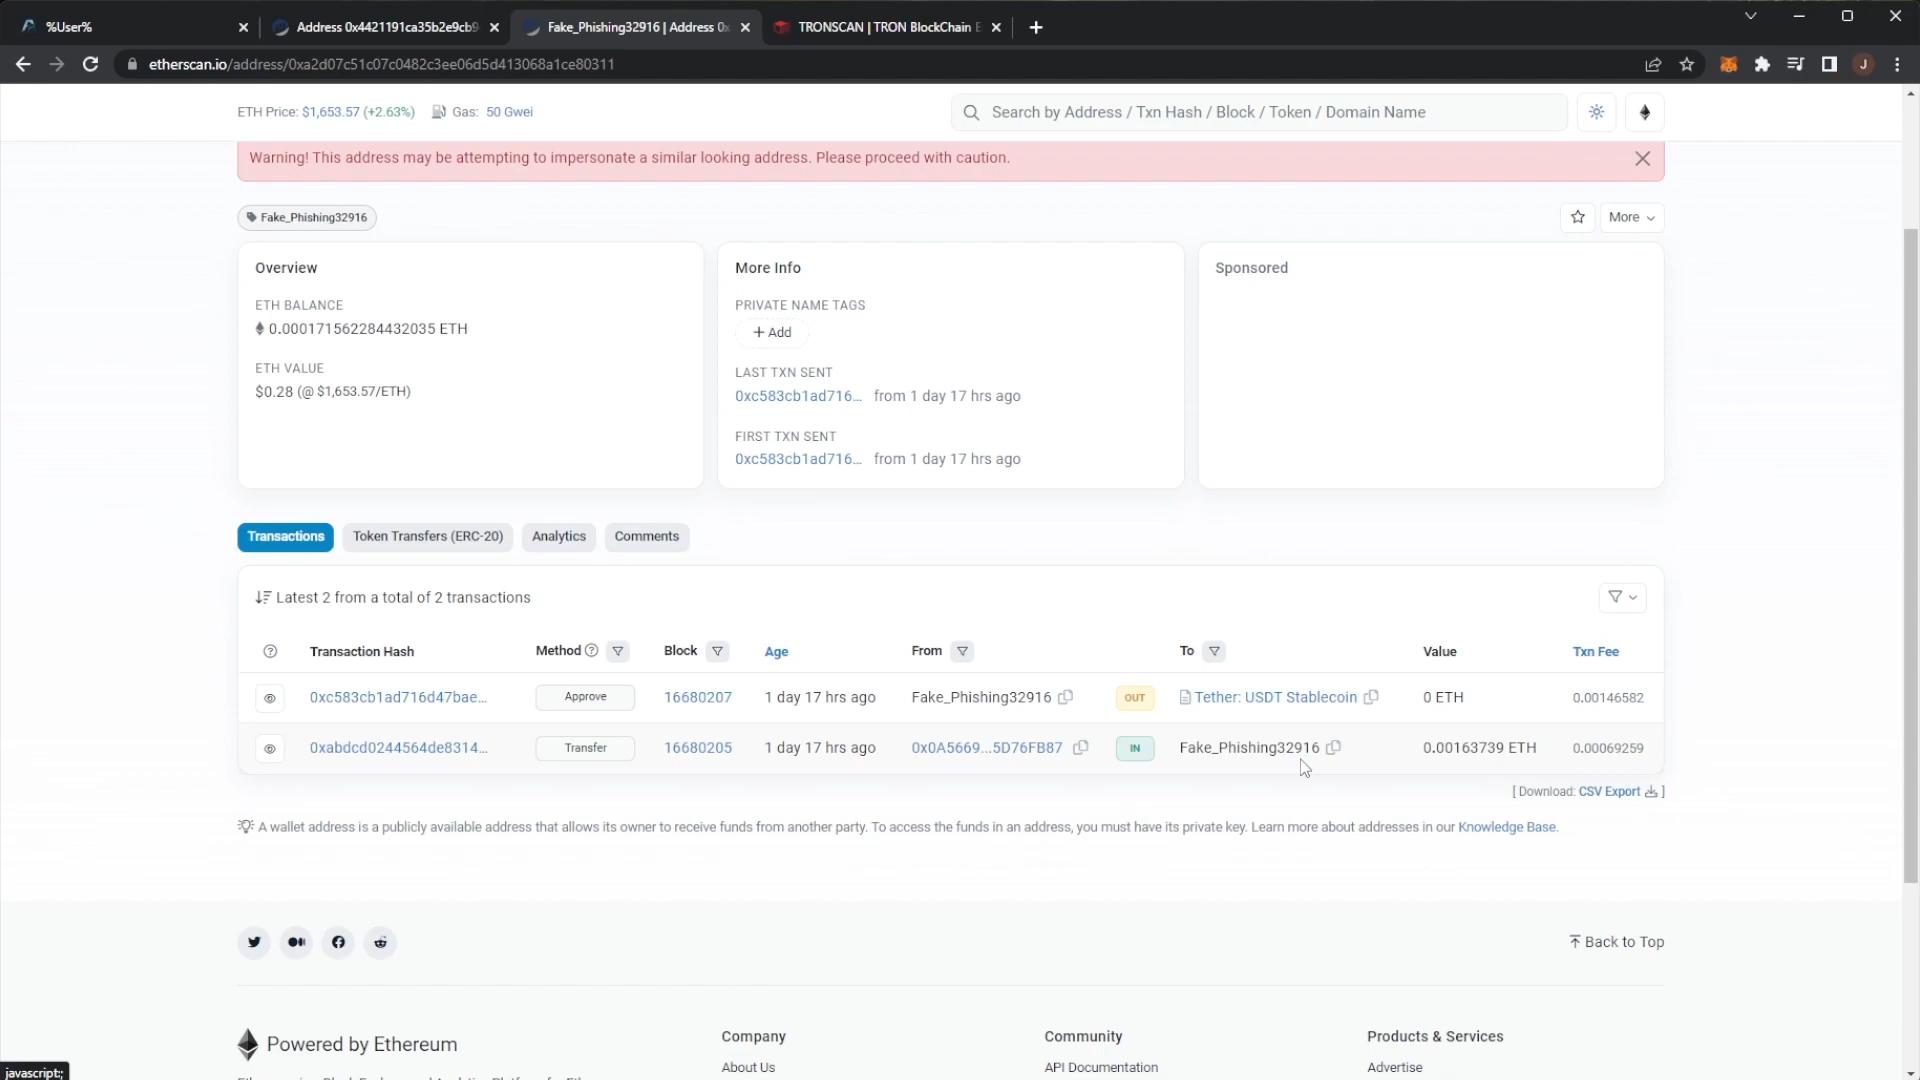 %User%
Address 0x4421191ca35b2e9cb9
Fake_Phishing32916 | Address 0x
TRONSCAN | TRON BlockChain E
etherscan.io/address/0xa2d07c51c07c0482c3ee06d5d413068a1ce80311
J
ETH Price: $1,653.57 (+2.63%) Gas: 50 Gwei
Search by Address / Txn Hash / Block / Token / Domain Name
Warning! This address may be attempting to impersonate a similar looking address. Please proceed with caution.
Fake_Phishing32916
More
Overview
ETH BALANCE
0.000171562284432035 ETH
ETH VALUE
$0.28 (@ $1,653.57/ETH)
More Info
PRIVATE NAME TAGS
+ Add
LAST TXN SENT
0xc583cb1ad716... from 1 day 17 hrs ago
FIRST TXN SENT
0xc583cb1ad716... from 1 day 17 hrs ago
Sponsored
Transactions Token Transfers (ERC-20) Analytics Comments
Latest 2 from a total of 2 transactions
Transaction Hash Method Block Age From To Value Txn Fee
0xc583cb1ad716d47bae... Approve 16680207 1 day 17 hrs ago Fake_Phishing32916 OUT Tether: USDT Stablecoin 0 ETH 0.00146582
0xabdcd0244564de8314... Transfer 16680205 1 day 17 hrs ago 0x0A5669...5D76FB87 IN Fake_Phishing32916 0.00163739 ETH 0.00069259
[ Download: CSV Export ]
A wallet address is a publicly available address that allows its owner to receive funds from another party. To access the funds in an address, you must have its private key. Learn more about addresses in our Knowledge Base.
Back to Top
Powered by Ethereum
Company
About Us
Community
API Documentation
Products & Services
Advertise
javascript:;